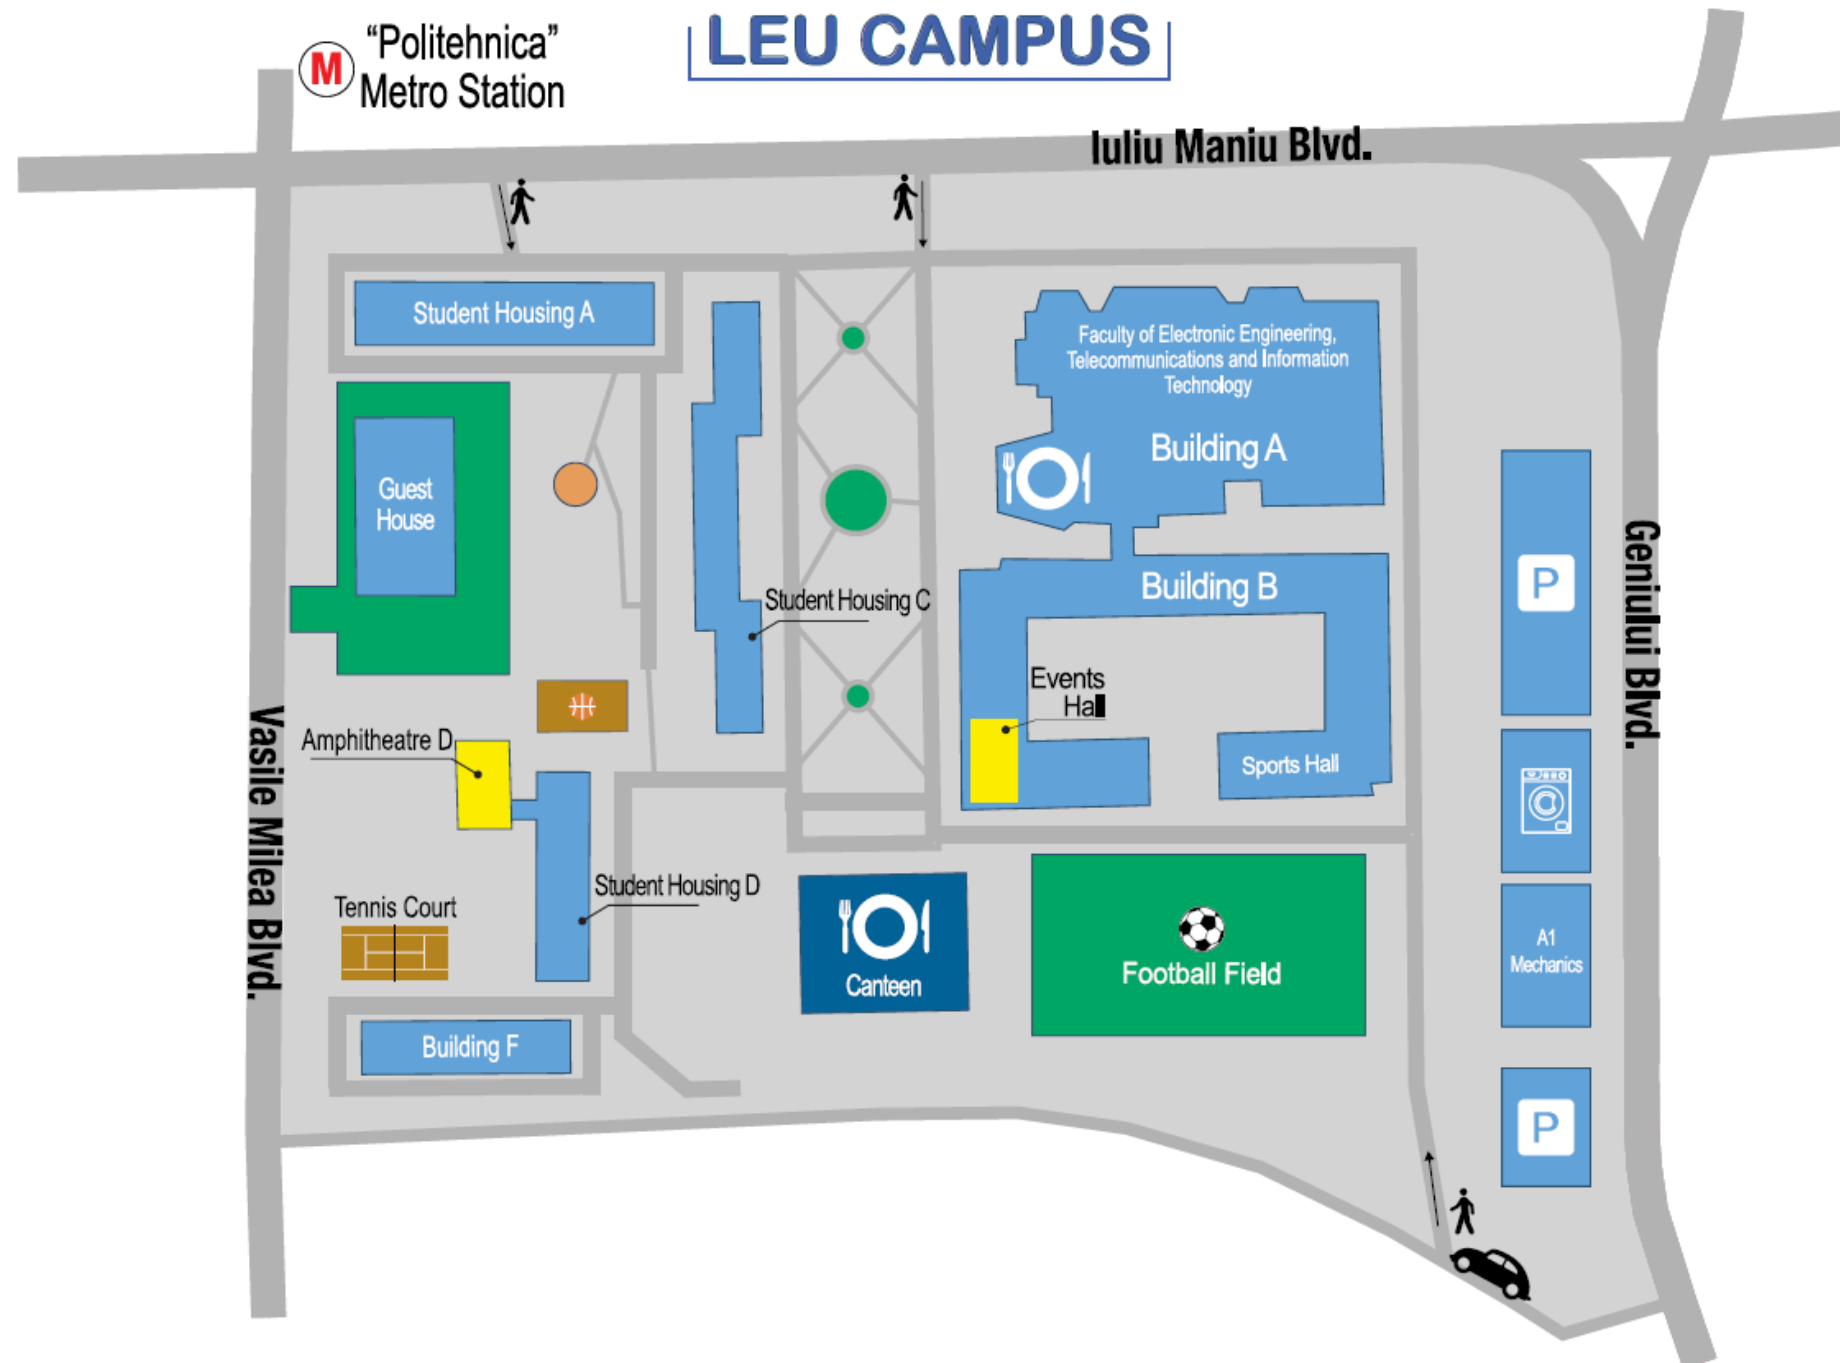 LEU CAMPUS
"Politehnica"
Metro Station
M
Iuliu Maniu Blvd.
Student Housing A
Faculty of Electronic Engineering,
Telecommunications and Information
Technology
Building A
Guest
House
Student Housing C
Building B
P
Geniului Blvd.
Events
Hall
Sports Hall
Vasile Milea Blvd.
Amphitheatre D
Student Housing D
Tennis Court
Canteen
Football Field
A1
Mechanics
Building F
P